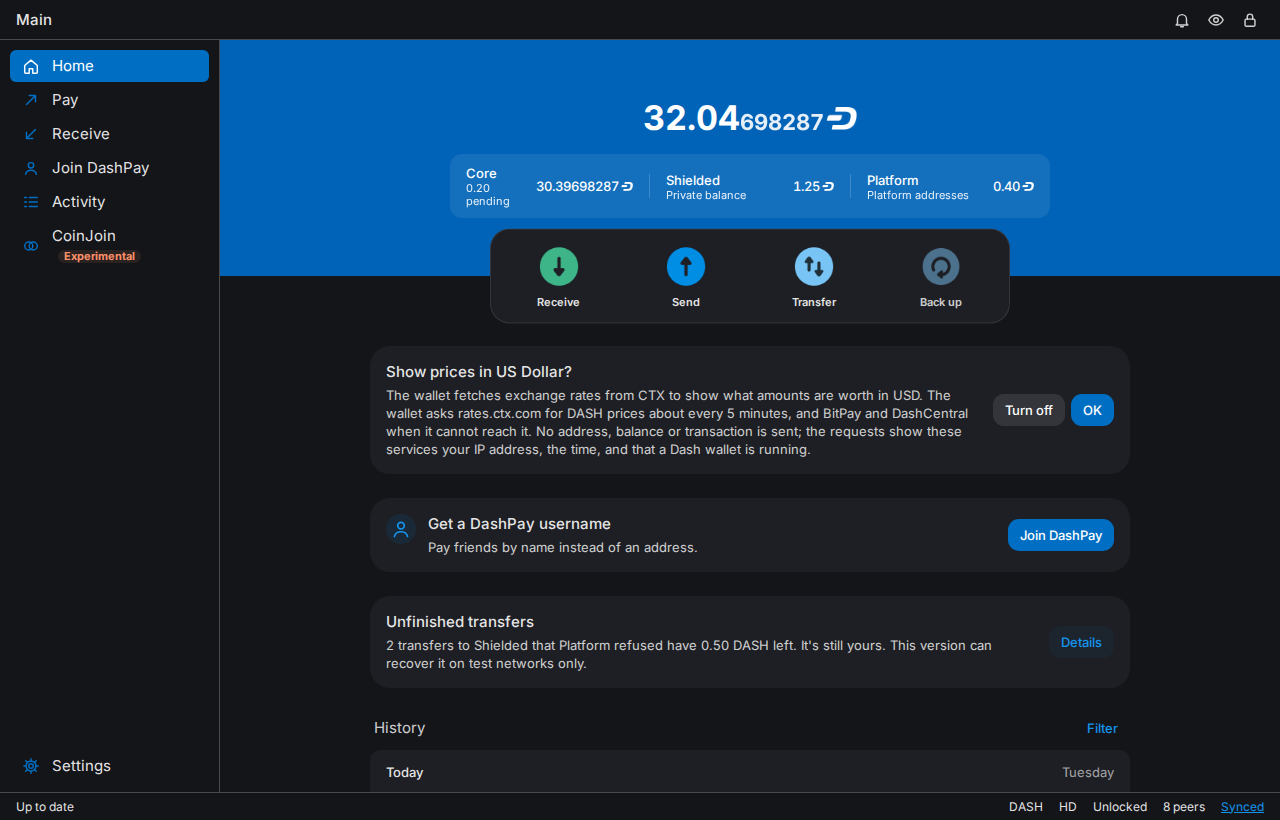 Main
Home
Pay
Receive
Join DashPay
Activity
CoinJoin
Experimental
Settings
32.04698287
Core
0.20
pending
30.39698287
Shielded
Private balance
1.25
Platform
Platform addresses
0.40
Receive
Send
Transfer
Back up
Show prices in US Dollar?
The wallet fetches exchange rates from CTX to show what amounts are worth in USD. The
wallet asks rates.ctx.com for DASH prices about every 5 minutes, and BitPay and DashCentral
when it cannot reach it. No address, balance or transaction is sent; the requests show these
services your IP address, the time, and that a Dash wallet is running.
Turn off
OK
Get a DashPay username
Pay friends by name instead of an address.
Join DashPay
Unfinished transfers
2 transfers to Shielded that Platform refused have 0.50 DASH left. It's still yours. This version can
recover it on test networks only.
Details
History
Filter
Today
Tuesday
Up to date
DASH
HD
Unlocked
8 peers
Synced